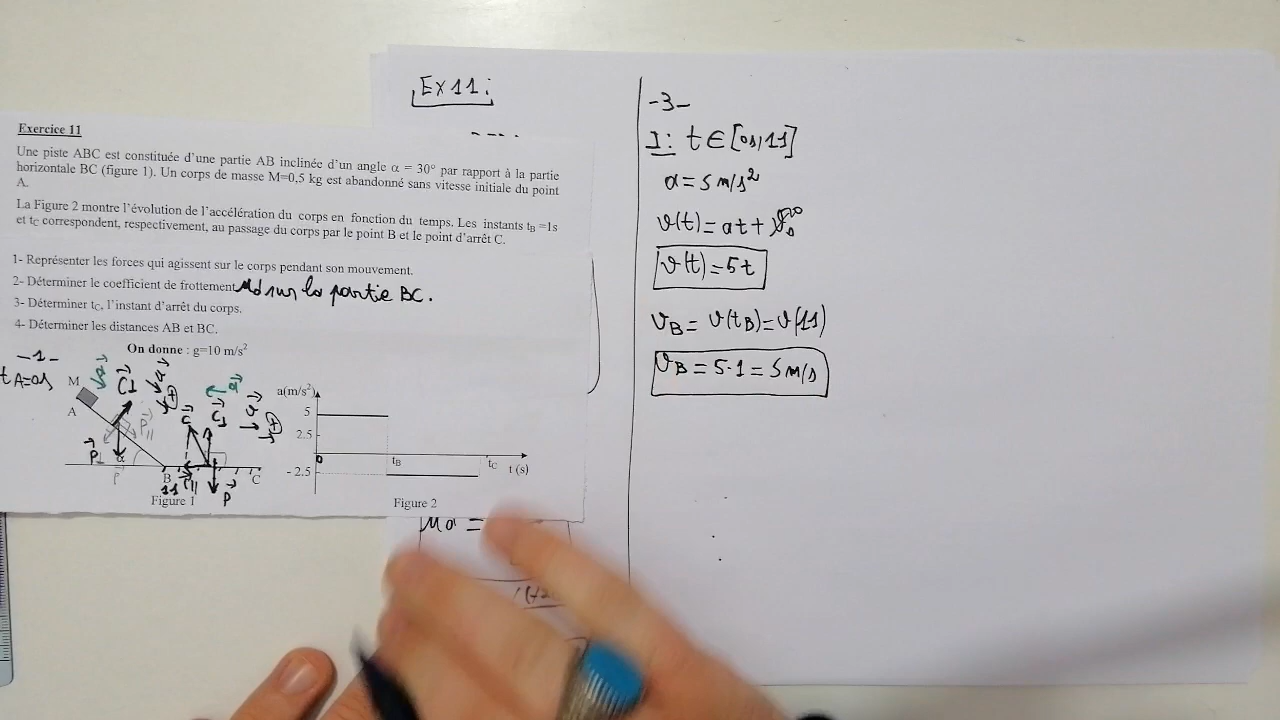 Ex 11:
- - - .
Exercice 11
Une piste ABC est constituée d'une partie AB inclinée d'un angle α = 30° par rapport à la partie
horizontale BC (figure 1). Un corps de masse M=0,5 kg est abandonné sans vitesse initiale du point
A.
La Figure 2 montre l'évolution de l'accélération du corps en fonction du temps. Les instants tB =1s
et tC correspondent, respectivement, au passage du corps par le point B et le point d'arrêt C.
1- Représenter les forces qui agissent sur le corps pendant son mouvement.
2- Déterminer le coefficient de frottement μd sur la partie BC.
3- Déterminer tC, l'instant d'arrêt du corps.
4- Déterminer les distances AB et BC.
On donne : g=10 m/s²
-1-
tA=0s
M
A
P⊥
α
P
P//
B
1s
C
P
Figure 1
a(m/s²)
5
2.5
0
- 2.5
tB
tC
t (s)
Figure 2
μd =
-3-
I: t∈[0s,1s]
a=5m/s²
v(t)=at+v0
v(t)=5t
vB= v(tB)=v(1s)
vB=5·1=5m/s